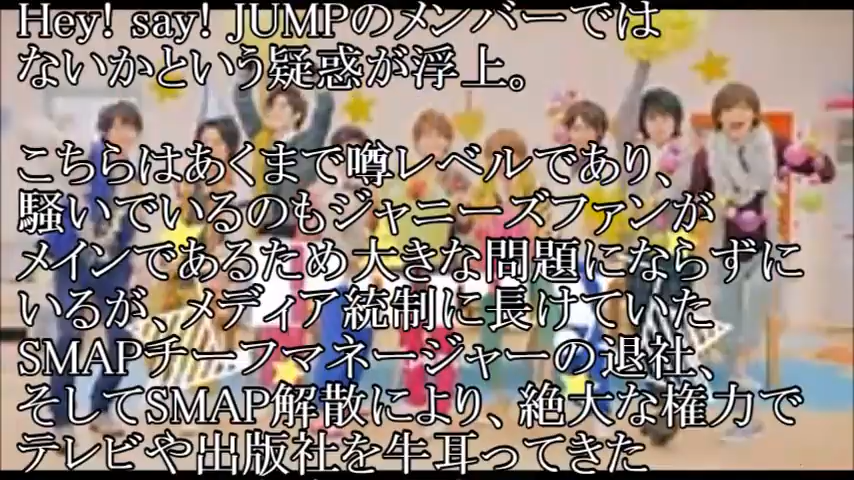 Hey! say! JUMPのメンバーでは
ないかという疑惑が浮上。
こちらはあくまで噂レベルであり、
騒いでいるのもジャニーズファンが
メインであるため大きな問題にならずに
いるが、メディア統制に長けていた
SMAPチーフマネージャーの退社、
そしてSMAP解散により、絶大な権力で
テレビや出版社を牛耳ってきた